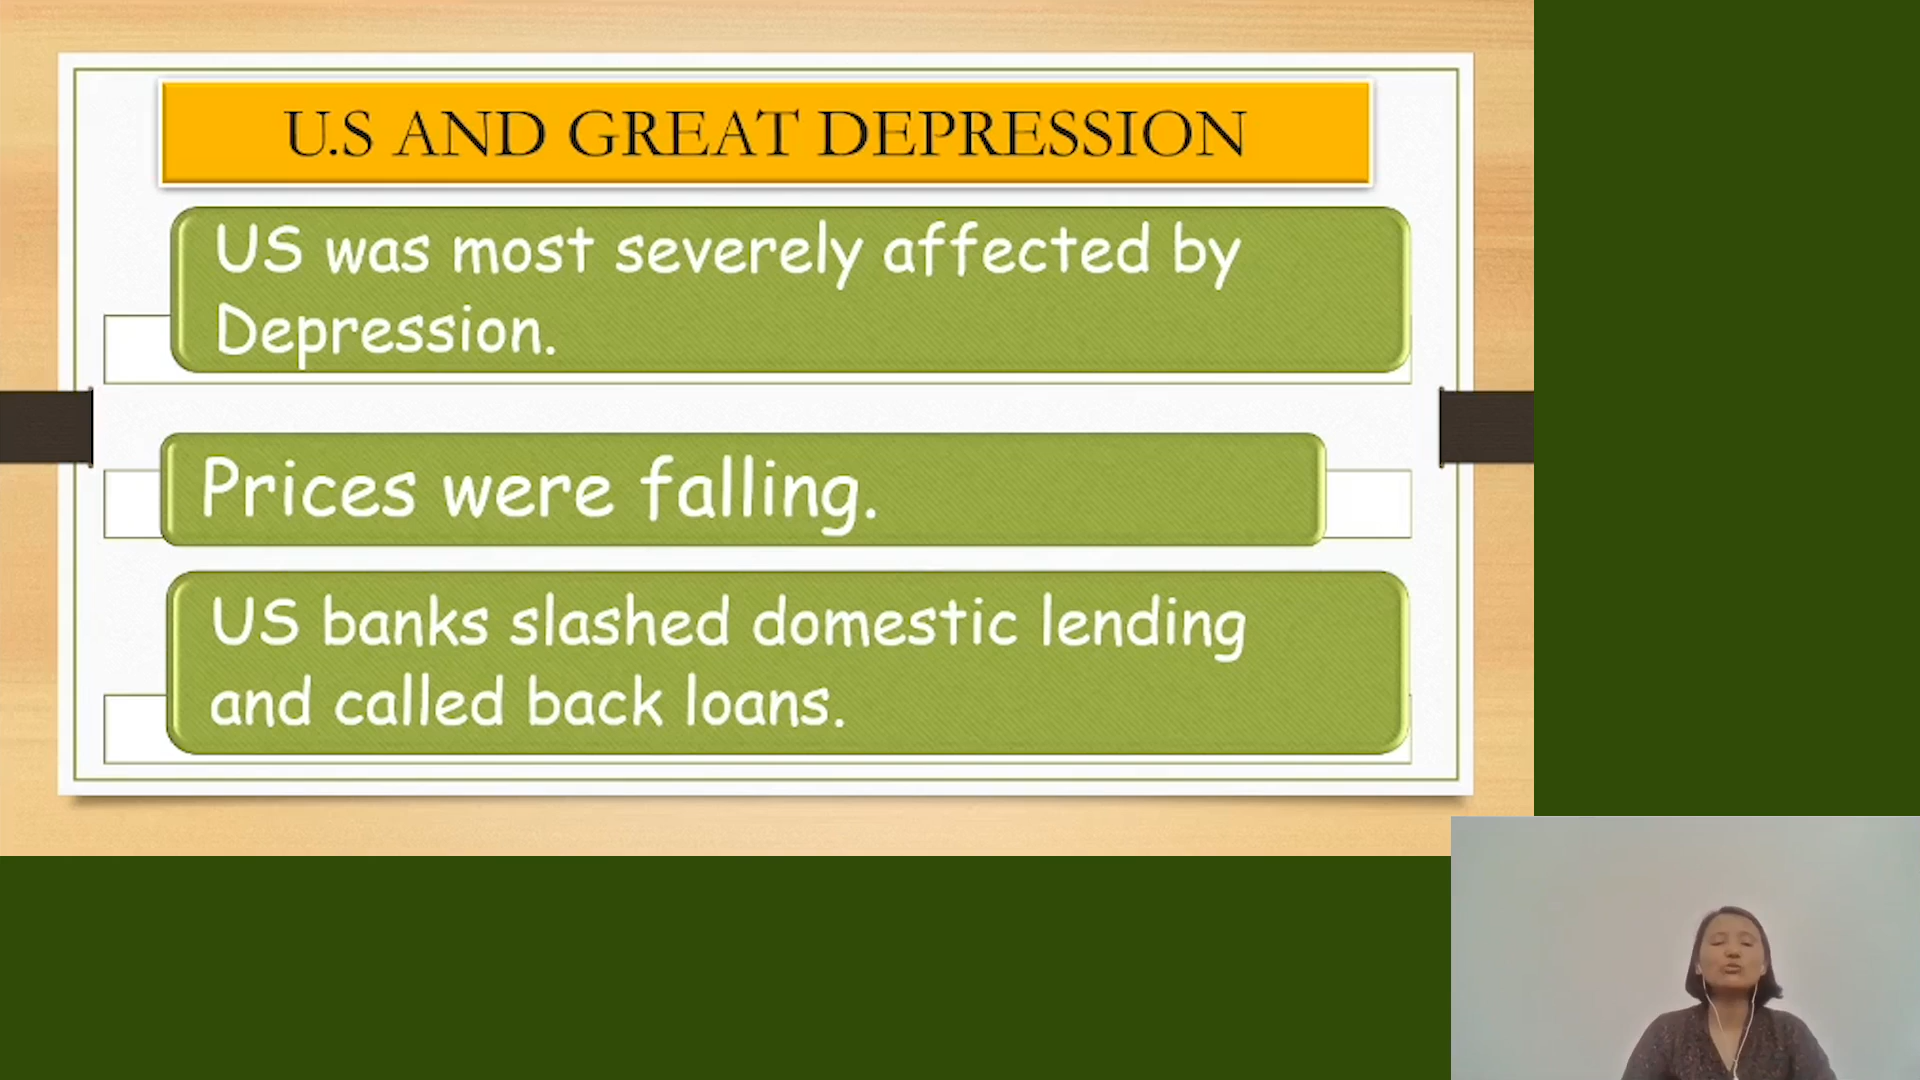 U.S AND GREAT DEPRESSION
US was most severely affected by
Depression.
Prices were falling.
US banks slashed domestic lending
and called back loans.